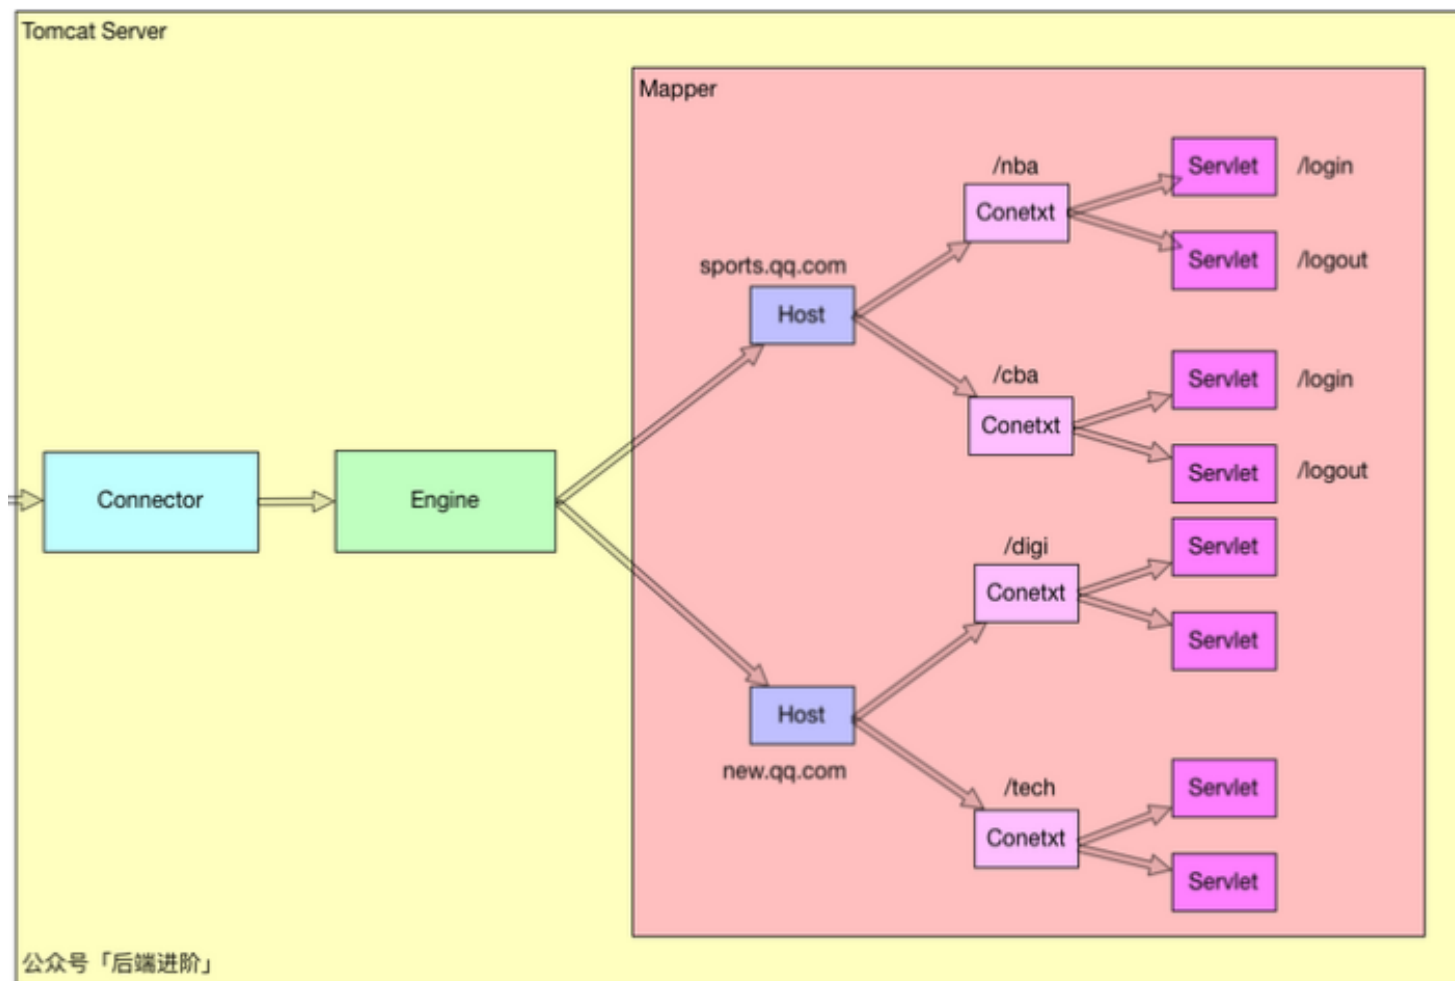 Tomcat Server
Mapper
/nba
Conetxt
Servlet
/login
Servlet
/logout
sports.qq.com
Host
/cba
Conetxt
Servlet
/login
Servlet
/logout
Connector
Engine
/digi
Conetxt
Servlet
Servlet
Host
new.qq.com
/tech
Conetxt
Servlet
Servlet
公众号「后端进阶」